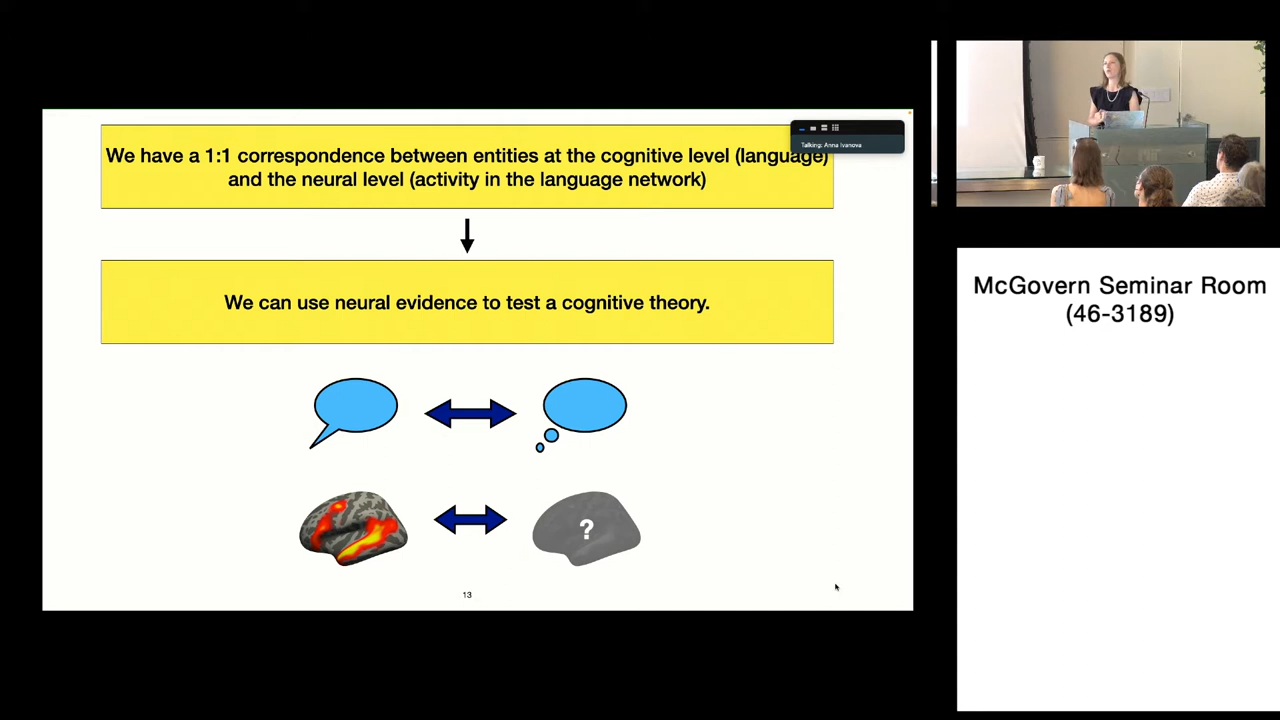 We have a 1:1 correspondence between entities at the cognitive level (language)
and the neural level (activity in the language network)
Talking: Anna Ivanova
We can use neural evidence to test a cognitive theory.
?
13
McGovern Seminar Room
(46-3189)